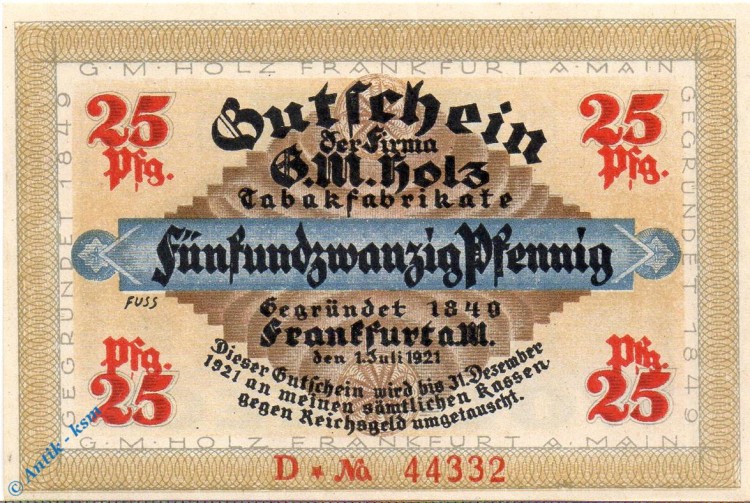 G. M. HOLZ FRANKFURT A. MAIN
GEGRÜNDET 1849
GEGRÜNDET 1849
25
Pfg.
25
Pfg.
Gutschein
der Firma
G. M. Holz
Tabakfabrikate
Fünfundzwanzig Pfennig
FUSS
Gegründet 1849
Frankfurt a.M.
den 1. Juli 1921
Dieser Gutschein wird bis 31. Desember
1921 an meinen sämtlichen Kassen
gegen Reichsgeld umgetauscht.
Pfg.
25
Pfg.
25
G. M. HOLZ FRANKFURT A. MAIN
D ★ No 44332
© Antik - ksm